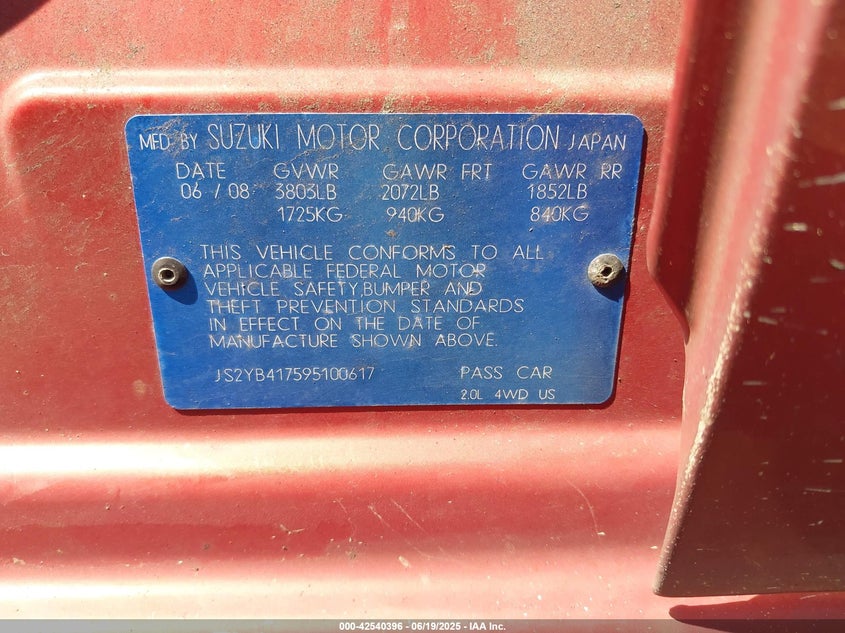 MFD BY SUZUKI MOTOR CORPORATION JAPAN
DATE GVWR GAWR FRT GAWR RR
06 / 08 3803LB 2072LB 1852LB
1725KG 940KG 840KG
THIS VEHICLE CONFORMS TO ALL
APPLICABLE FEDERAL MOTOR
VEHICLE SAFETY,BUMPER AND
THEFT PREVENTION STANDARDS
IN EFFECT ON THE DATE OF
MANUFACTURE SHOWN ABOVE.
JS2YB417595100617 PASS CAR
2.0L 4WD US
000-42540396 - 06/19/2025 - IAA Inc.